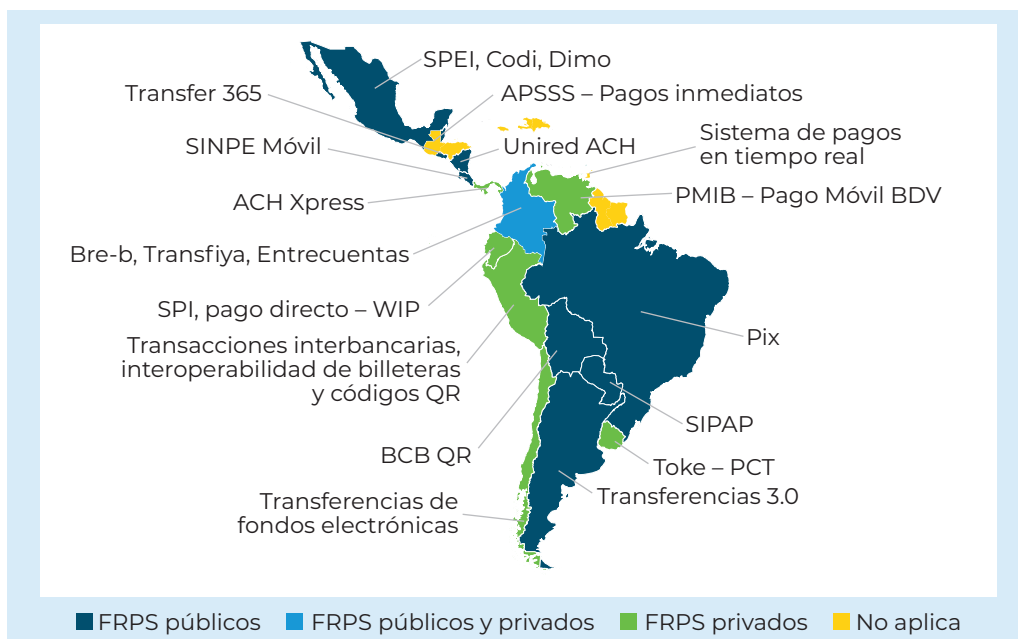 SPEI, Codi, Dimo
Transfer 365
APSSS – Pagos inmediatos
SINPE Móvil
Unired ACH
Sistema de pagos
en tiempo real
ACH Xpress
PMIB – Pago Móvil BDV
Bre-b, Transfiya, Entrecuentas
SPI, pago directo – WIP
Transacciones interbancarias,
interoperabilidad de billeteras
y códigos QR
Pix
SIPAP
BCB QR
Toke – PCT
Transferencias 3.0
Transferencias de
fondos electrónicas
FRPS públicos
FRPS públicos y privados
FRPS privados
No aplica